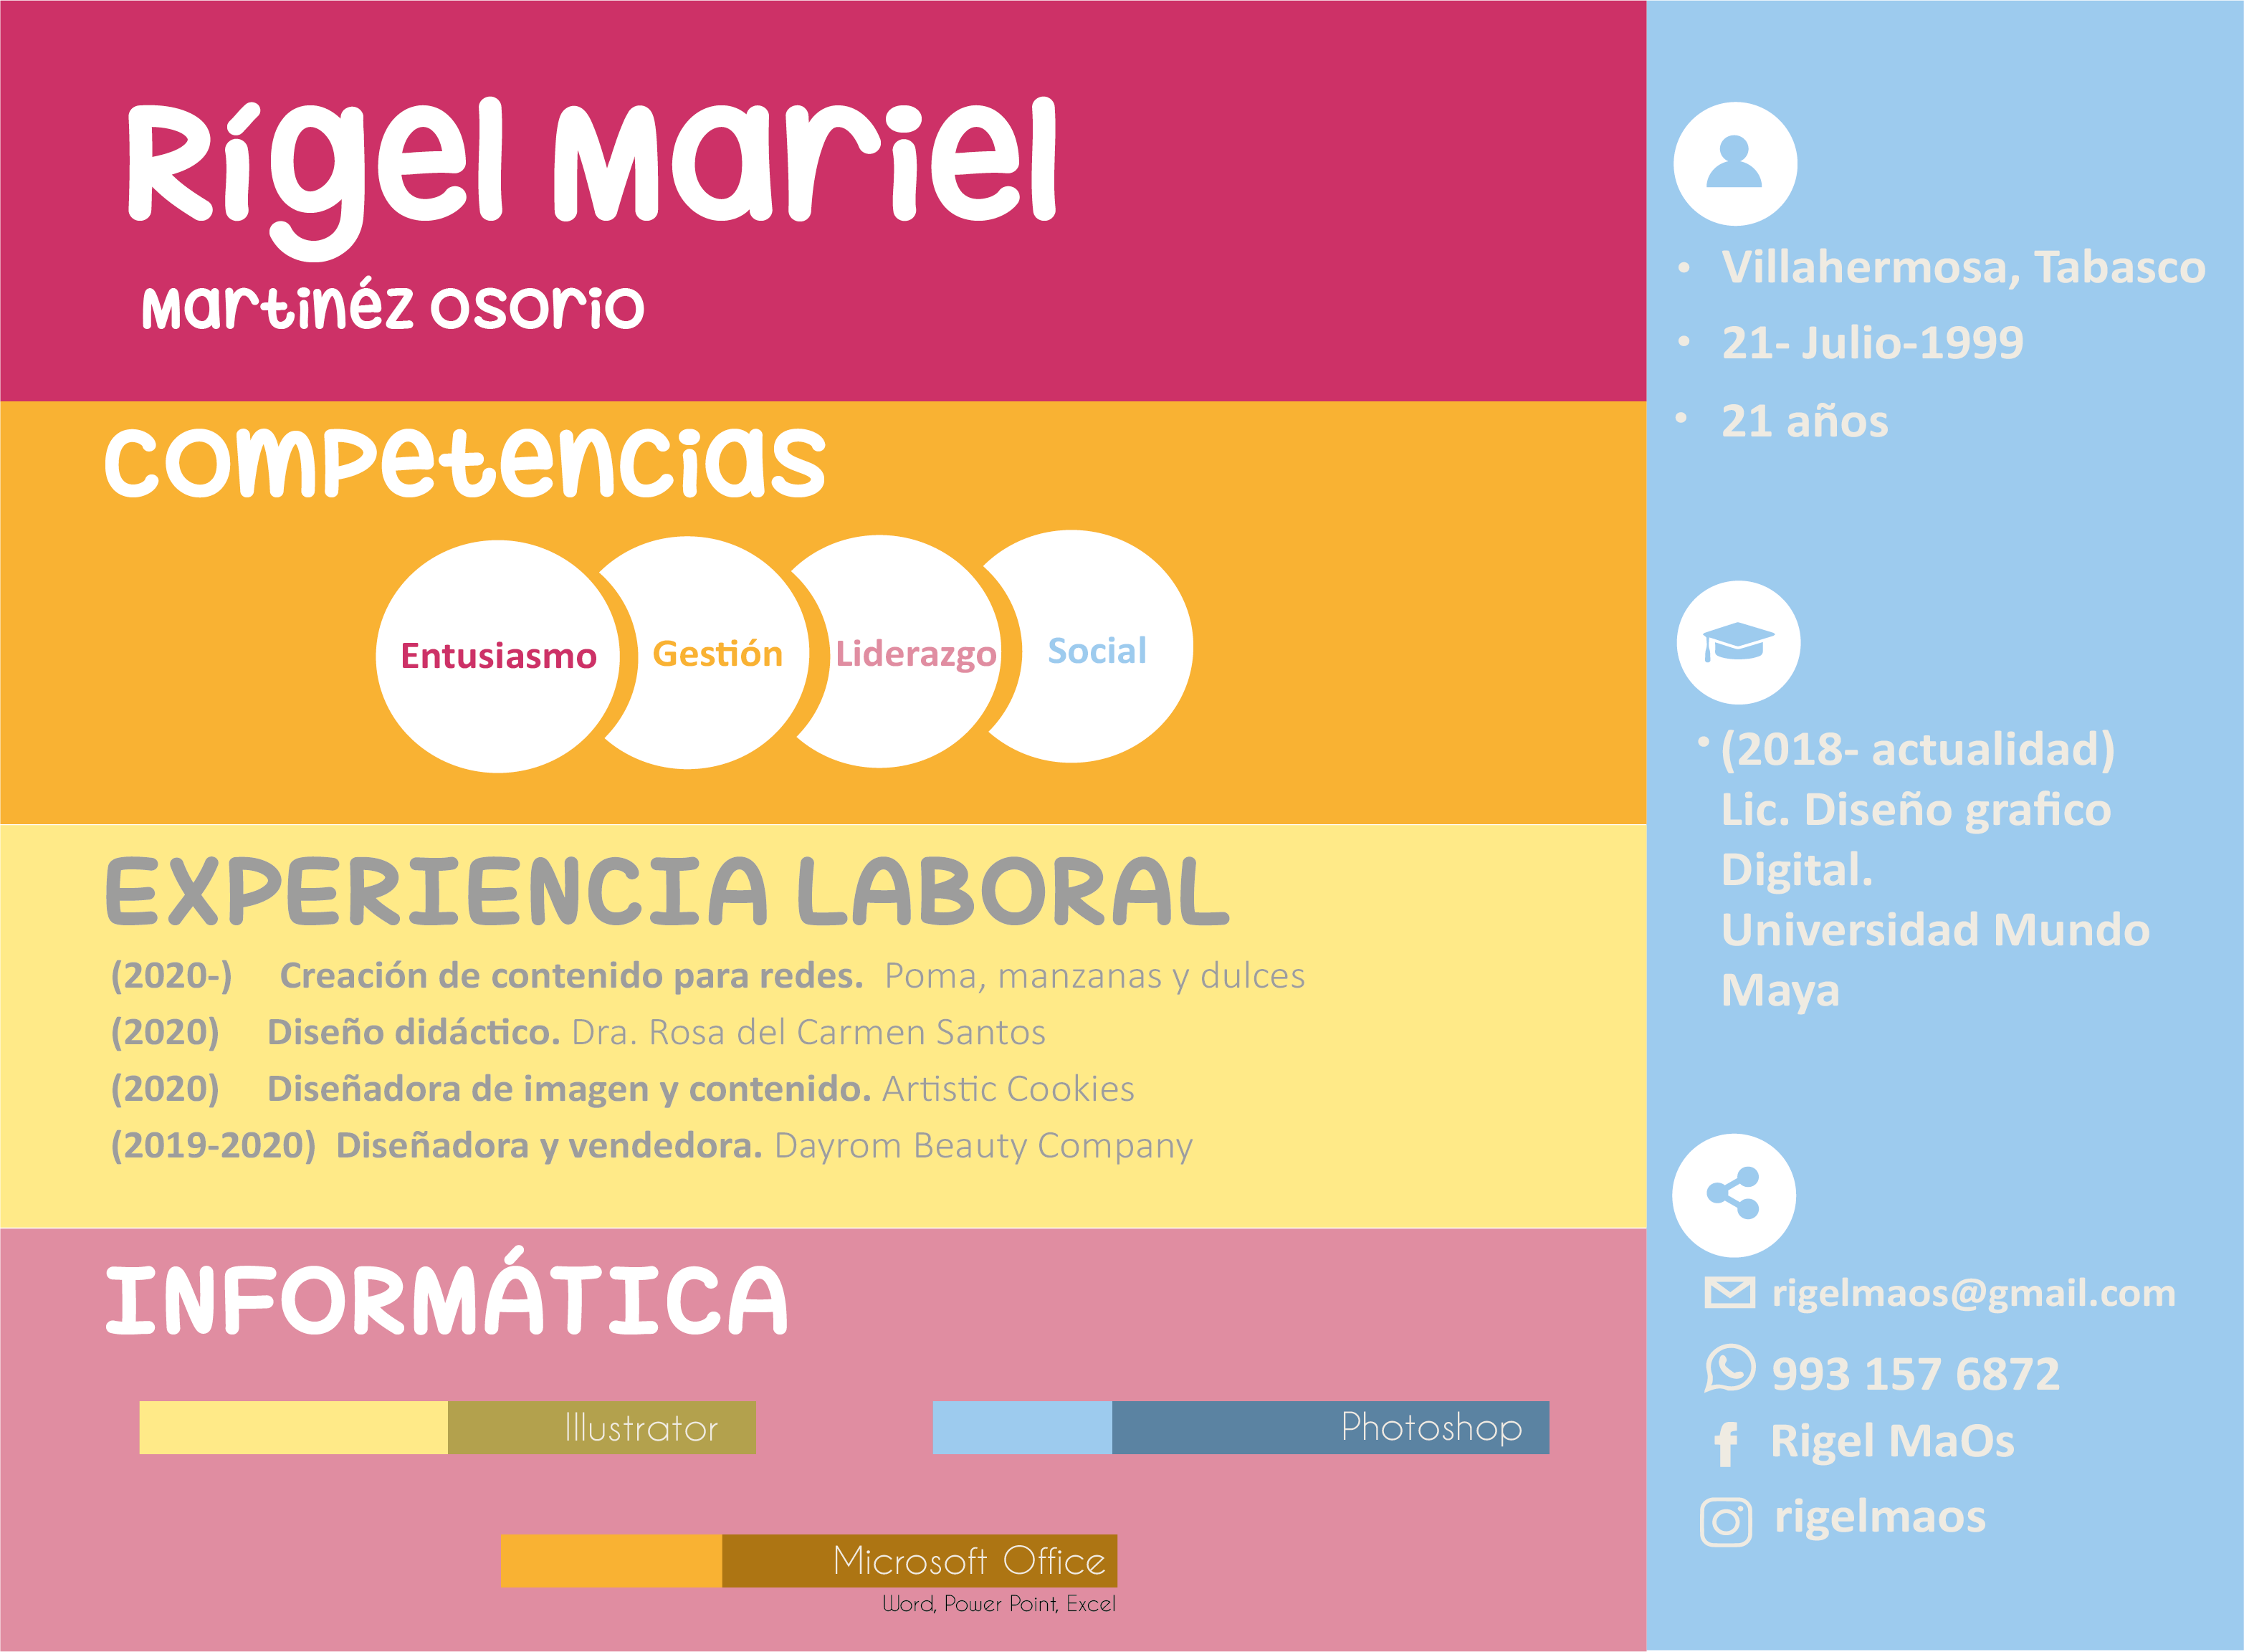 Rígel Mariel
Martinéz Osorio
Competencias
Entusiasmo
Gestión
Liderazgo
Social
EXPERIENCIA LABORAL
(2020-) Creación de contenido para redes. Poma, manzanas y dulces
(2020) Diseño didáctico. Dra. Rosa del Carmen Santos
(2020) Diseñadora de imagen y contenido. Artistic Cookies
(2019-2020) Diseñadora y vendedora. Dayrom Beauty Company
INFORMÁTICA
Illustrator
Photoshop
Microsoft Office
Word, Power Point, Excel
• Villahermosa, Tabasco
• 21- Julio-1999
• 21 años
• (2018- actualidad)
Lic. Diseño grafico
Digital.
Universidad Mundo
Maya
rigelmaos@gmail.com
993 157 6872
Rigel MaOs
rigelmaos